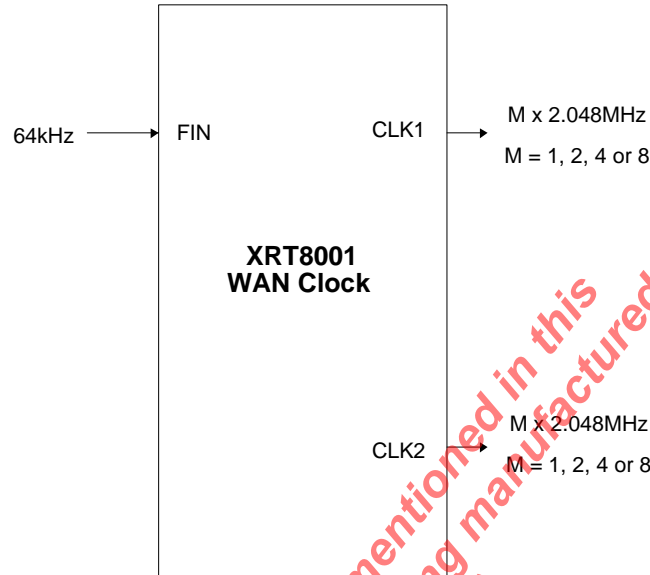 64kHz
FIN
CLK1
M x 2.048MHz
M = 1, 2, 4 or 8
XRT8001
WAN Clock
CLK2
M x 2.048MHz
M = 1, 2, 4 or 8
mentioned in this
manufactured